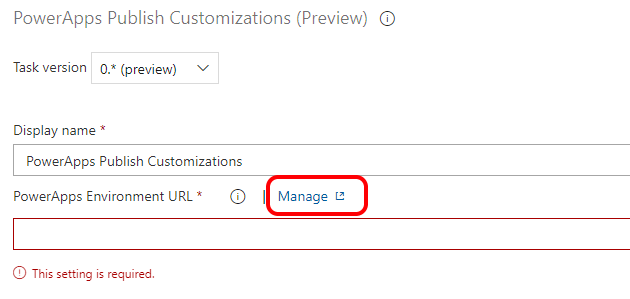 PowerApps Publish Customizations (Preview)
Task version 0.* (preview)
Display name *
PowerApps Publish Customizations
PowerApps Environment URL * | Manage
This setting is required.